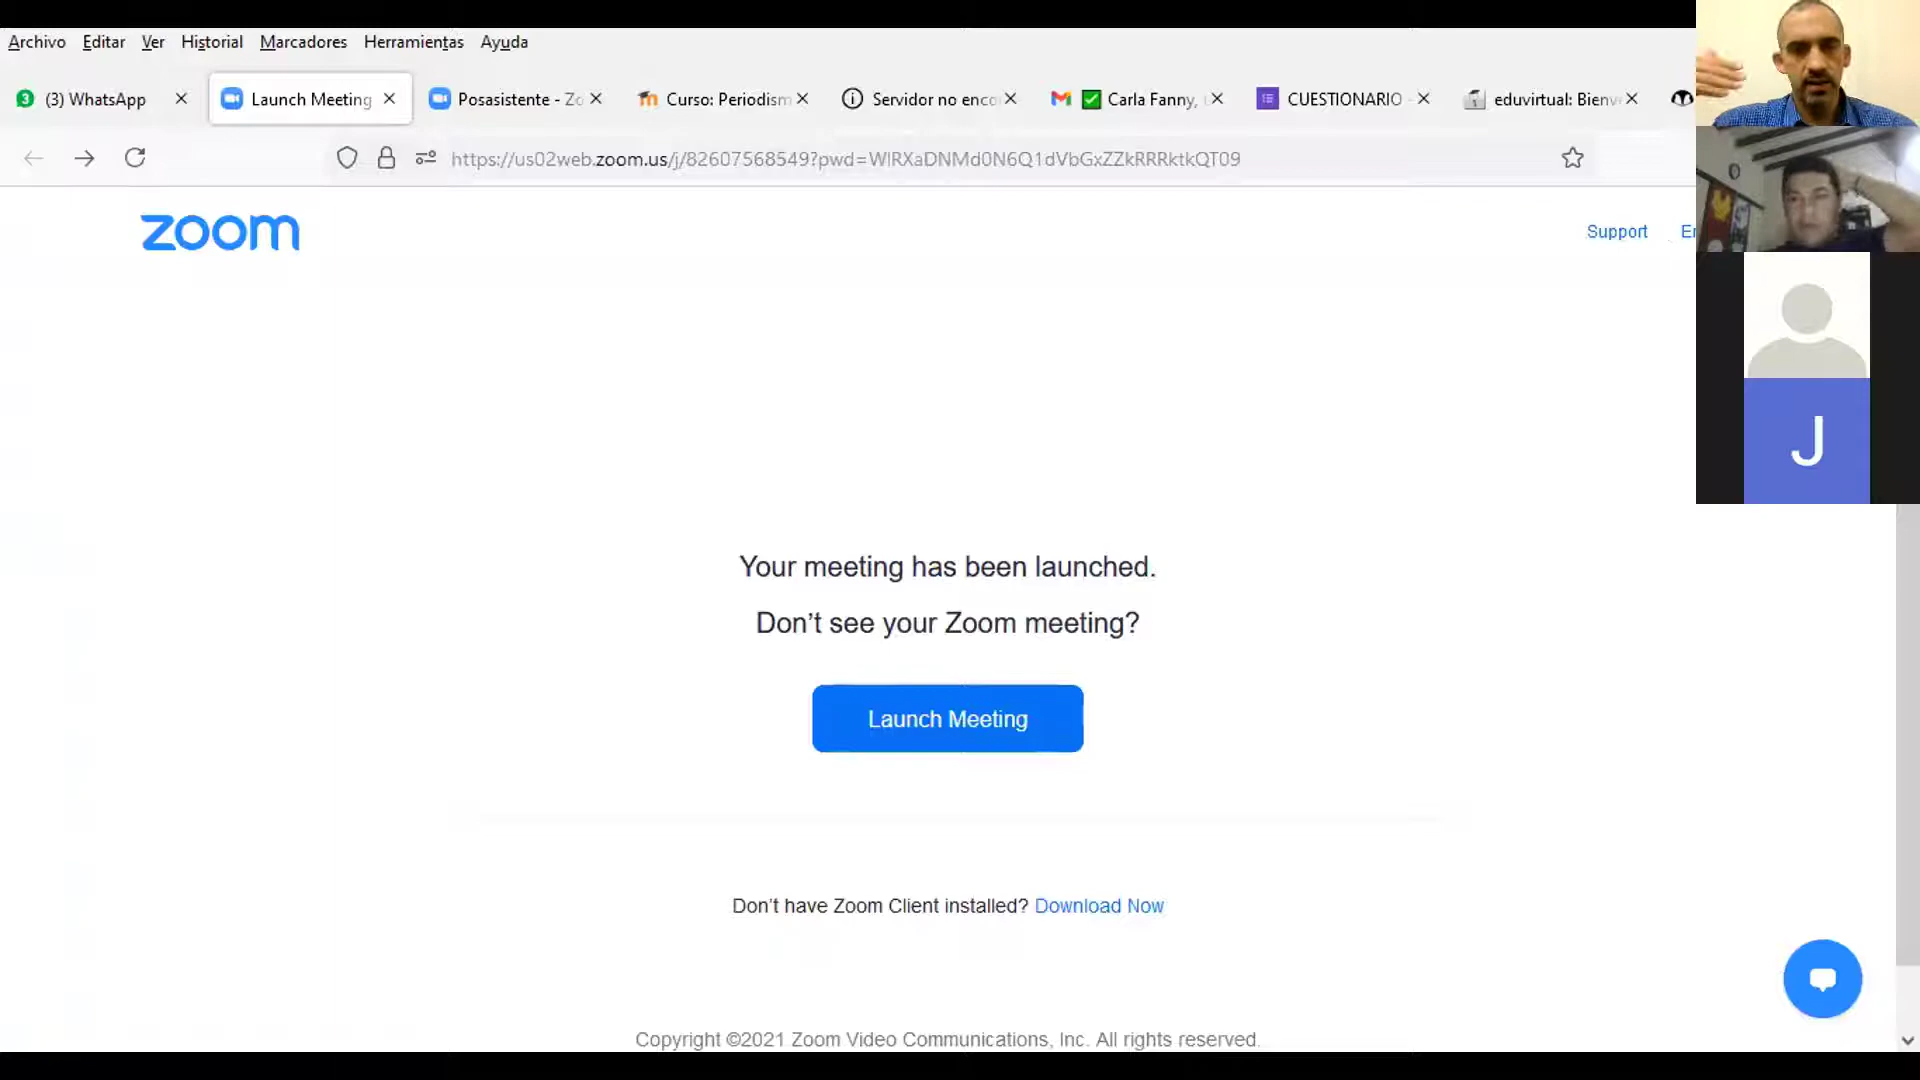 Archivo Editar Ver Historial Marcadores Herramientas Ayuda
3 (3) WhatsApp Launch Meeting Posasistente - Zo Curso: Periodism Servidor no enco Carla Fanny, CUESTIONARIO - eduvirtual: Bienv
https://us02web.zoom.us/j/82607568549?pwd=WlRXaDNMd0N6Q1dVbGxZZkRRRktkQT09
zoom
Support En
Your meeting has been launched.
Don’t see your Zoom meeting?
Launch Meeting
Don’t have Zoom Client installed? Download Now
Copyright ©2021 Zoom Video Communications, Inc. All rights reserved.
J